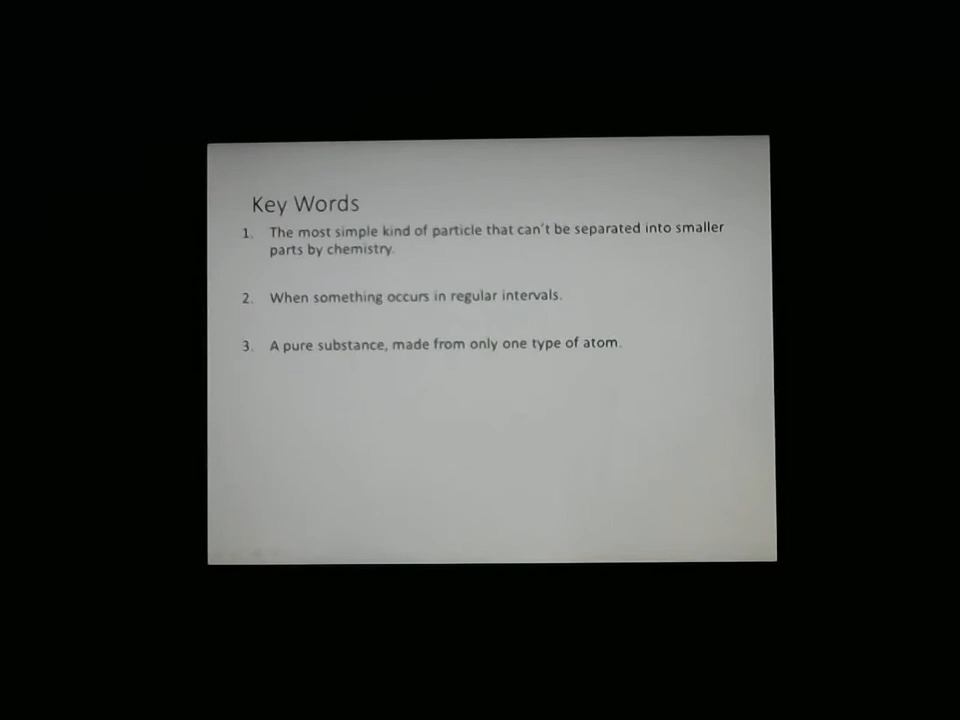 Key Words
1. The most simple kind of particle that can't be separated into smaller
parts by chemistry.
2. When something occurs in regular intervals.
3. A pure substance, made from only one type of atom.